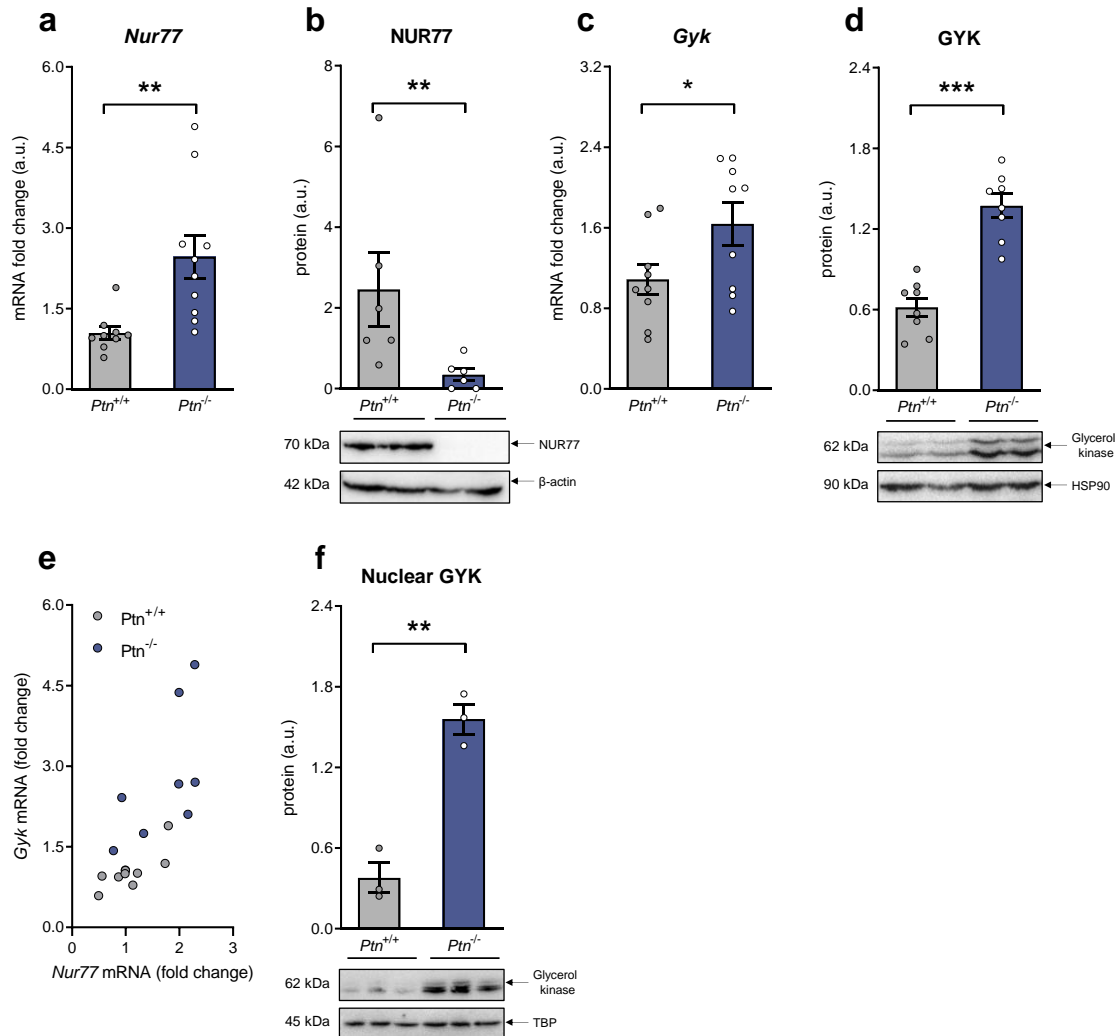 a
Nur77
**
6.0
4.5
3.0
1.5
0.0
mRNA fold change (a.u.)
Ptn+/+
Ptn-/-
b
NUR77
**
8
6
4
2
0
protein (a.u.)
Ptn+/+
Ptn-/-
70 kDa
NUR77
42 kDa
β-actin
c
Gyk
*
3.2
2.4
1.6
0.8
0.0
mRNA fold change (a.u.)
Ptn+/+
Ptn-/-
d
GYK
***
2.4
1.8
1.2
0.6
0.0
protein (a.u.)
Ptn+/+
Ptn-/-
62 kDa
Glycerol
kinase
90 kDa
HSP90
e
Ptn+/+
Ptn-/-
6.0
4.5
3.0
1.5
0.0
Gyk mRNA (fold change)
0
1
2
3
Nur77 mRNA (fold change)
f
Nuclear GYK
**
2.4
1.8
1.2
0.6
0.0
protein (a.u.)
Ptn+/+
Ptn-/-
62 kDa
Glycerol
kinase
45 kDa
TBP